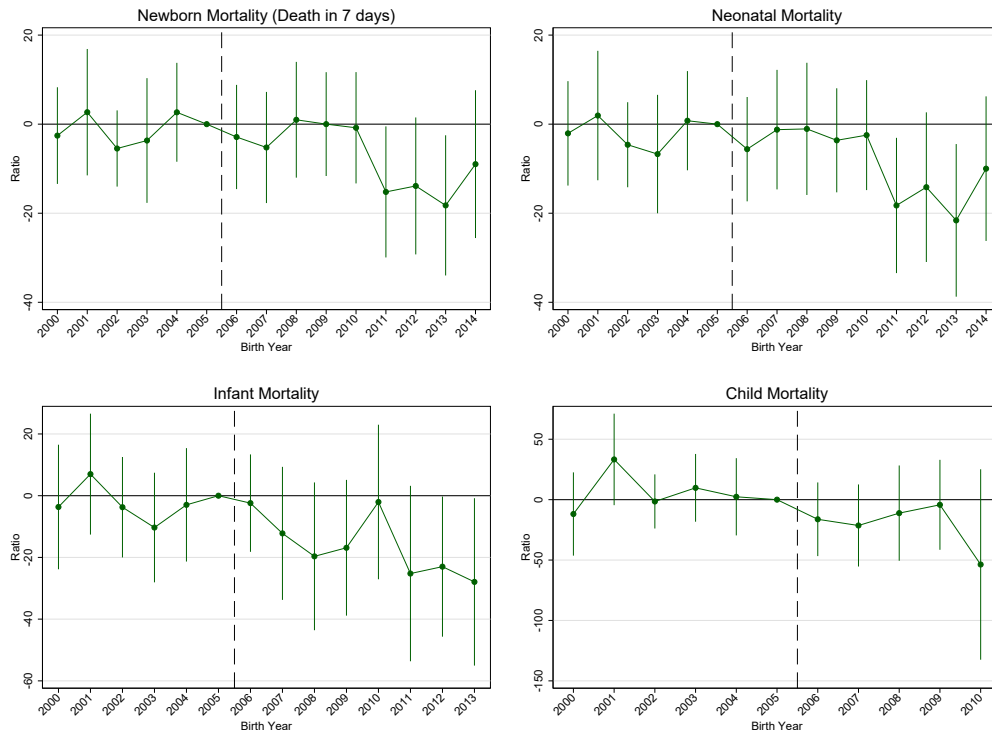 Newborn Mortality (Death in 7 days)
20
0
-20
-40
Ratio
2000 2001 2002 2003 2004 2005 2006 2007 2008 2009 2010 2011 2012 2013 2014
Birth Year
Neonatal Mortality
20
0
-20
-40
Ratio
2000 2001 2002 2003 2004 2005 2006 2007 2008 2009 2010 2011 2012 2013 2014
Birth Year
Infant Mortality
20
0
-20
-40
-60
Ratio
2000 2001 2002 2003 2004 2005 2006 2007 2008 2009 2010 2011 2012 2013
Birth Year
Child Mortality
50
0
-50
-100
-150
Ratio
2000 2001 2002 2003 2004 2005 2006 2007 2008 2009 2010
Birth Year